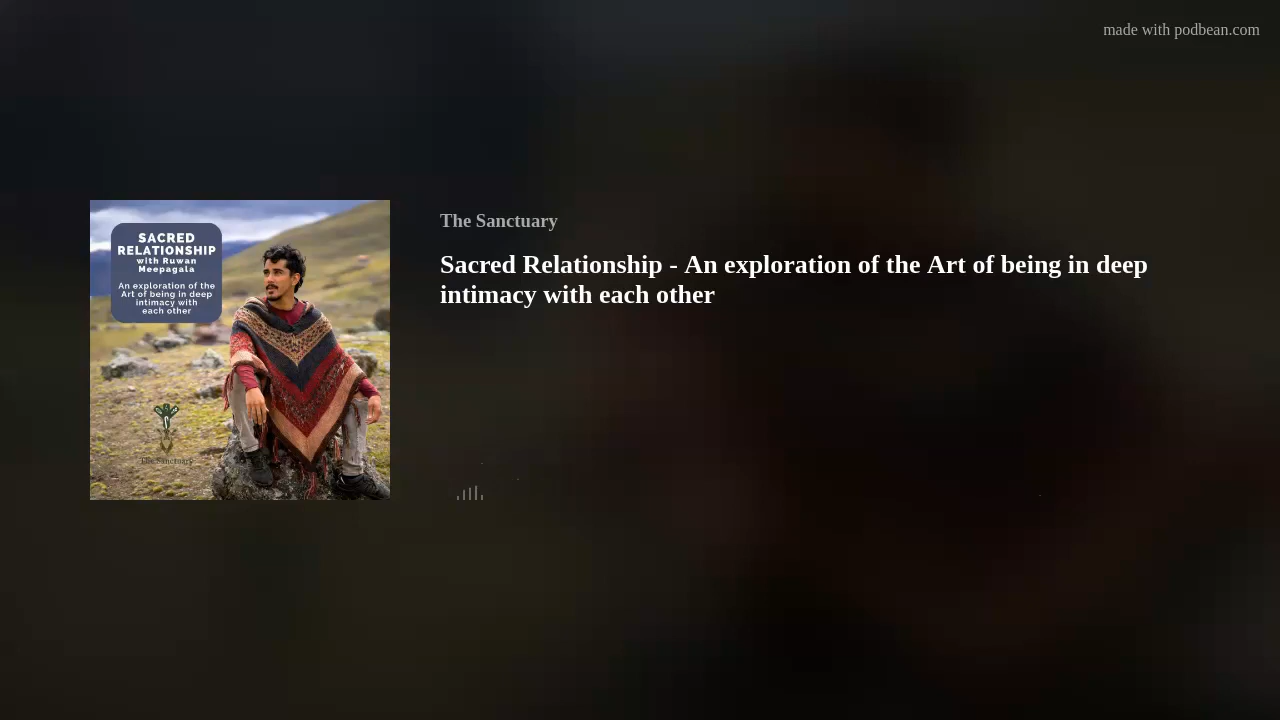 made with podbean.com
SACRED
RELATIONSHIP
with Ruwan
Meepagala
An exploration of the
Art of being in deep
intimacy with
each other
The Sanctuary
The Sanctuary
Sacred Relationship - An exploration of the Art of being in deep
intimacy with each other